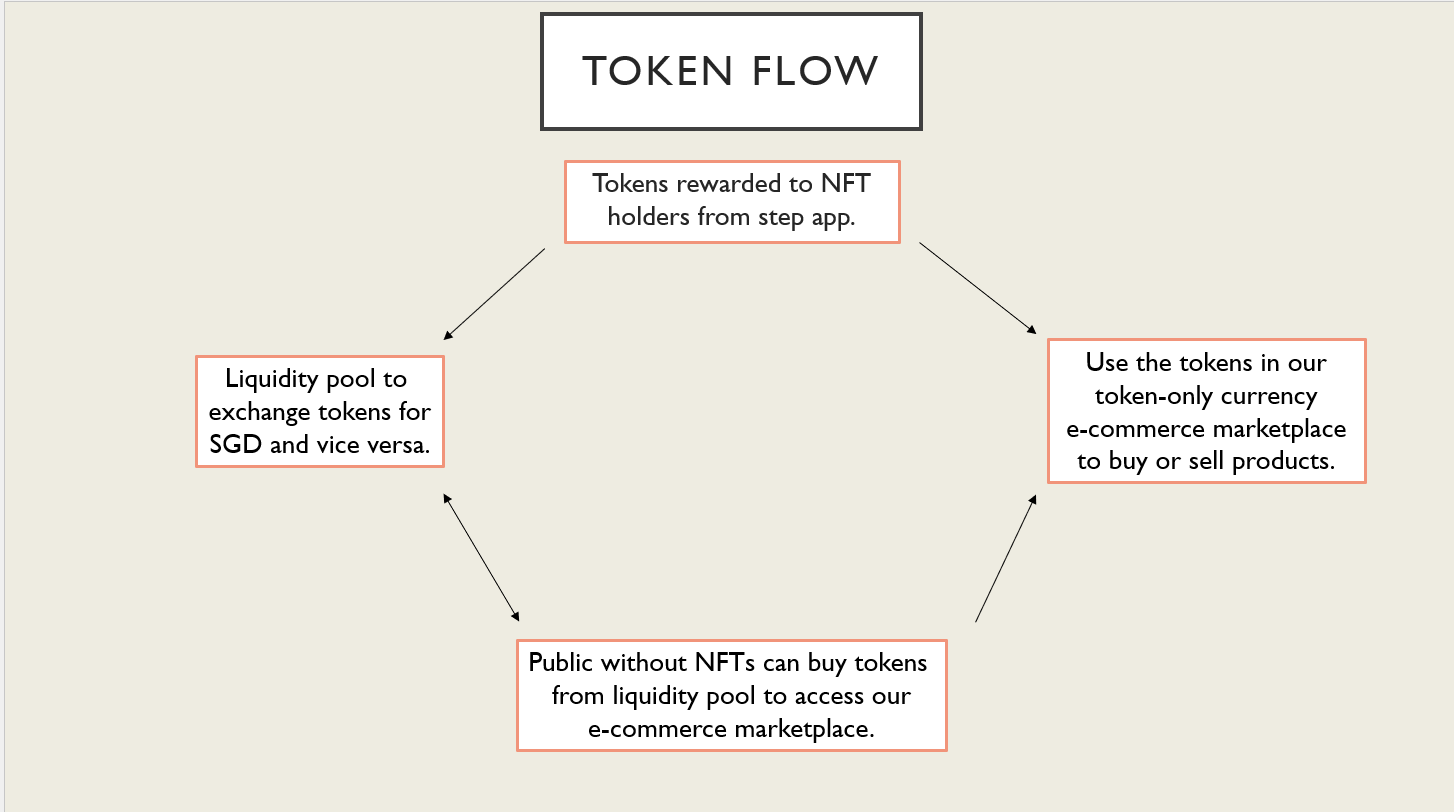 TOKEN FLOW
Tokens rewarded to NFT
holders from step app.
Liquidity pool to
exchange tokens for
SGD and vice versa.
Use the tokens in our
token-only currency
e-commerce marketplace
to buy or sell products.
Public without NFTs can buy tokens
from liquidity pool to access our
e-commerce marketplace.